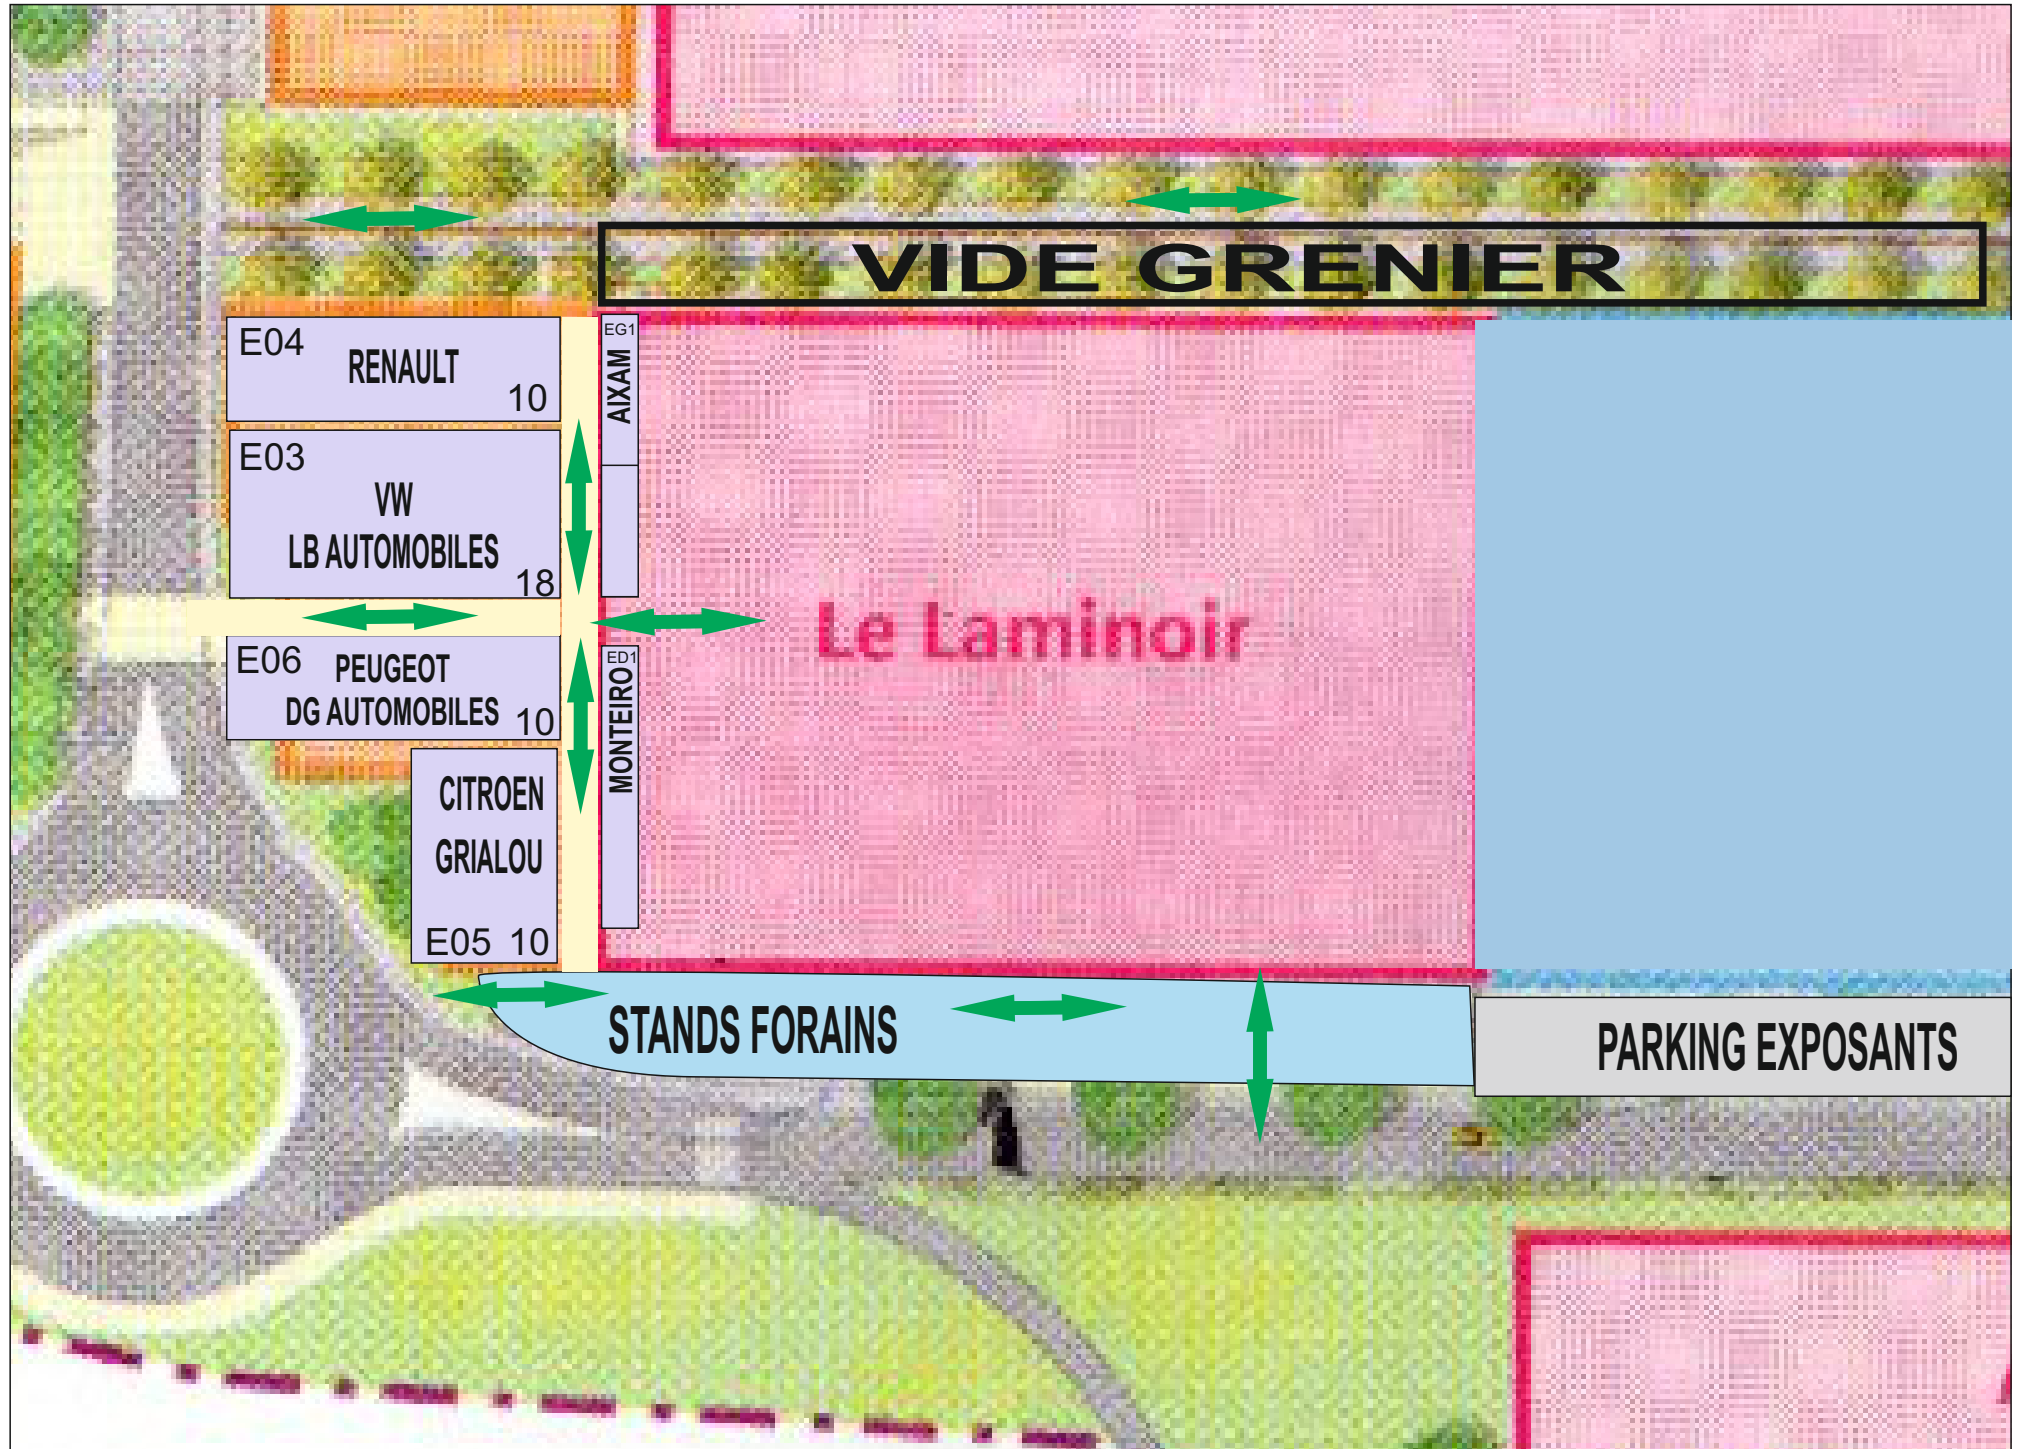 VIDE GRENIER
E04
RENAULT
10
EG1
AIXAM
E03
VW
LB AUTOMOBILES
18
Le Laminoir
E06
PEUGEOT
DG AUTOMOBILES
10
ED1
MONTEIRO
CITROEN
GRIALOU
E05 10
STANDS FORAINS
PARKING EXPOSANTS